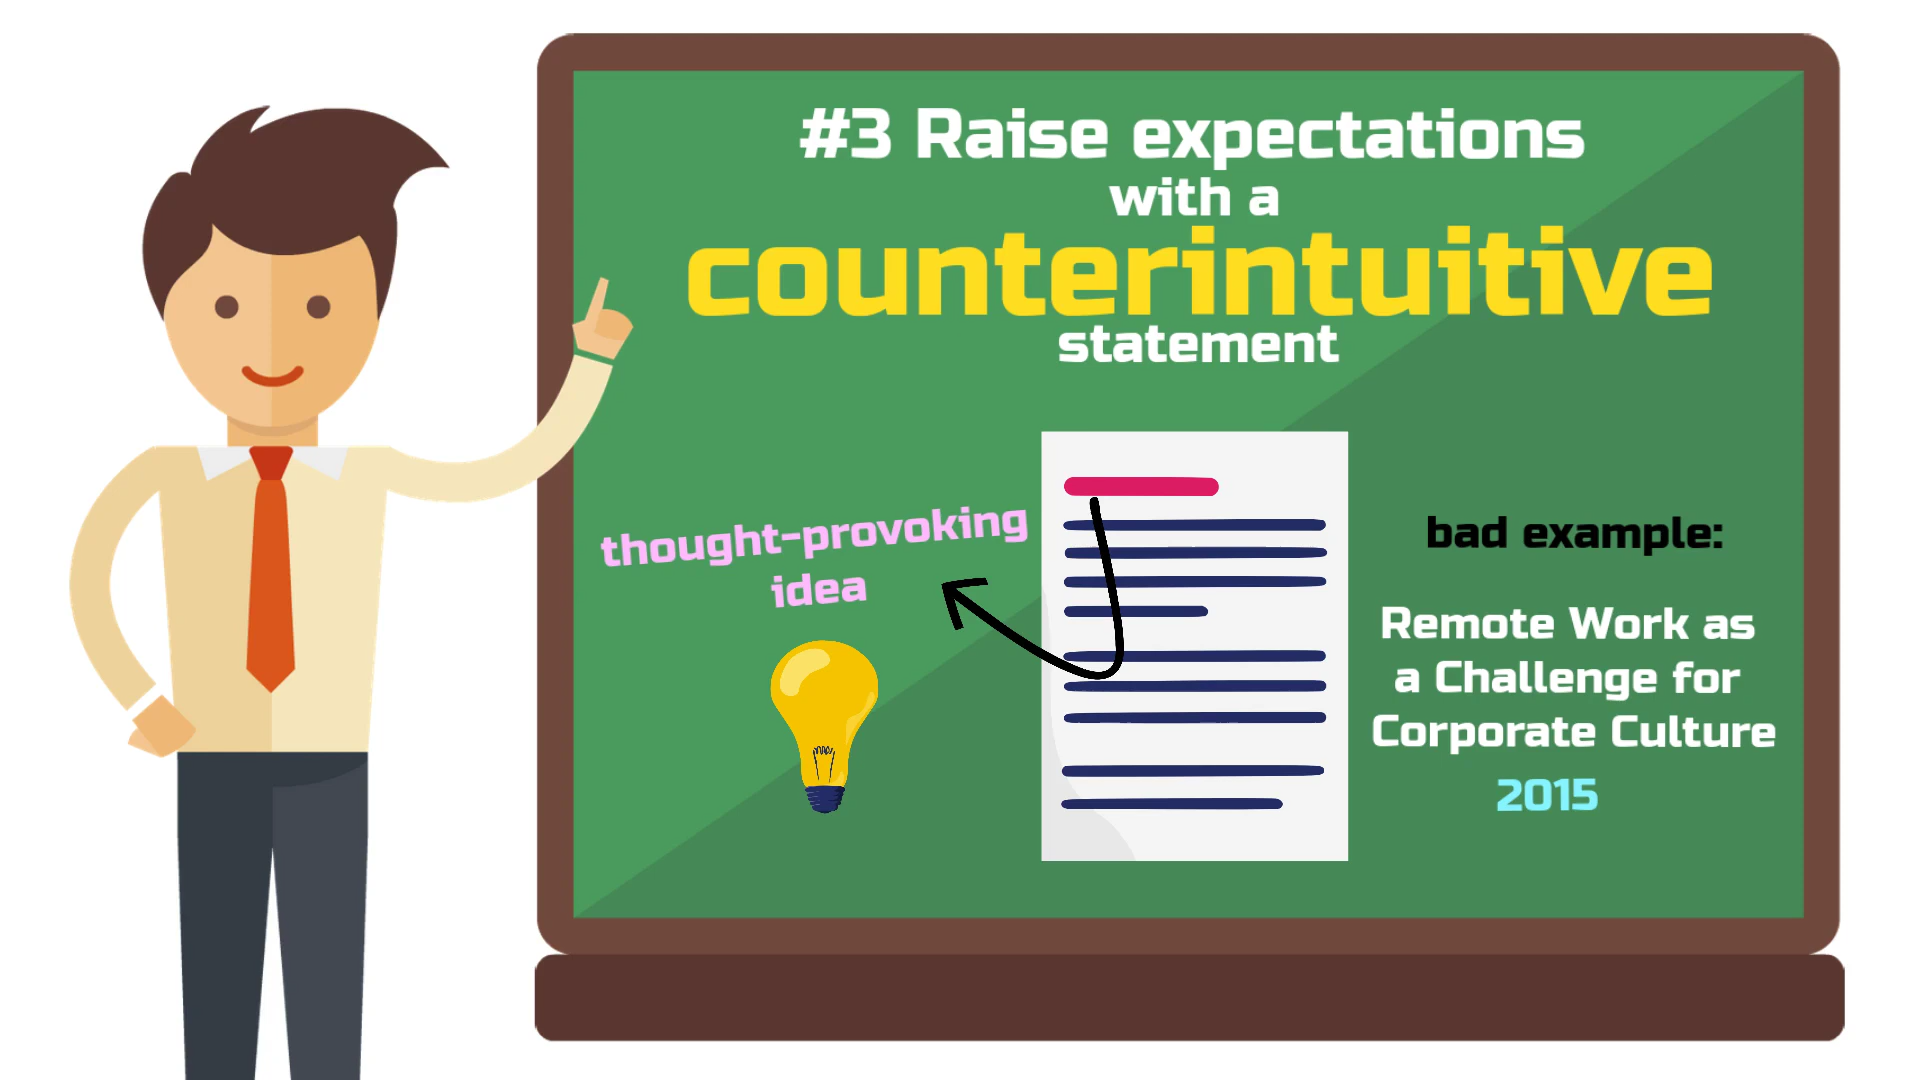 #3 Raise expectations
with a
counterintuitive
statement
thought-provoking
idea
bad example:
Remote Work as
a Challenge for
Corporate Culture
2015